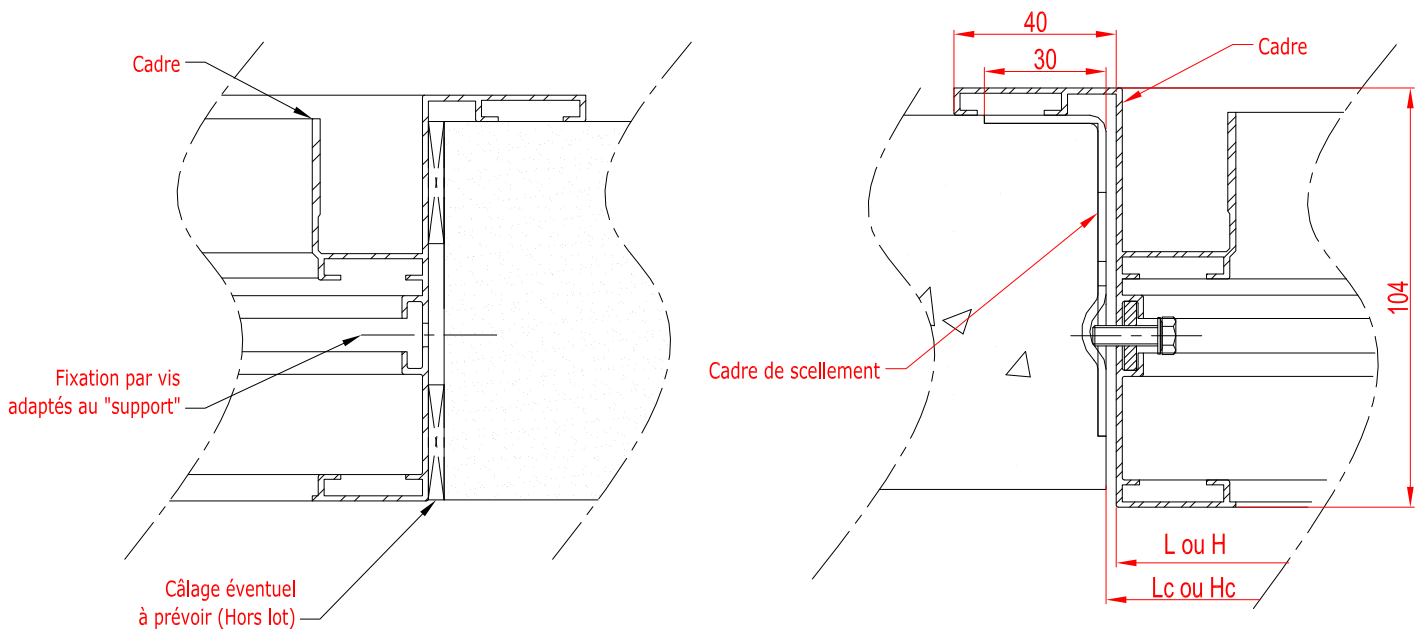 Cadre
Fixation par vis
adaptés au "support"
Câlage éventuel
à prévoir (Hors lot)
40
30
Cadre
104
Cadre de scellement
L ou H
Lc ou Hc